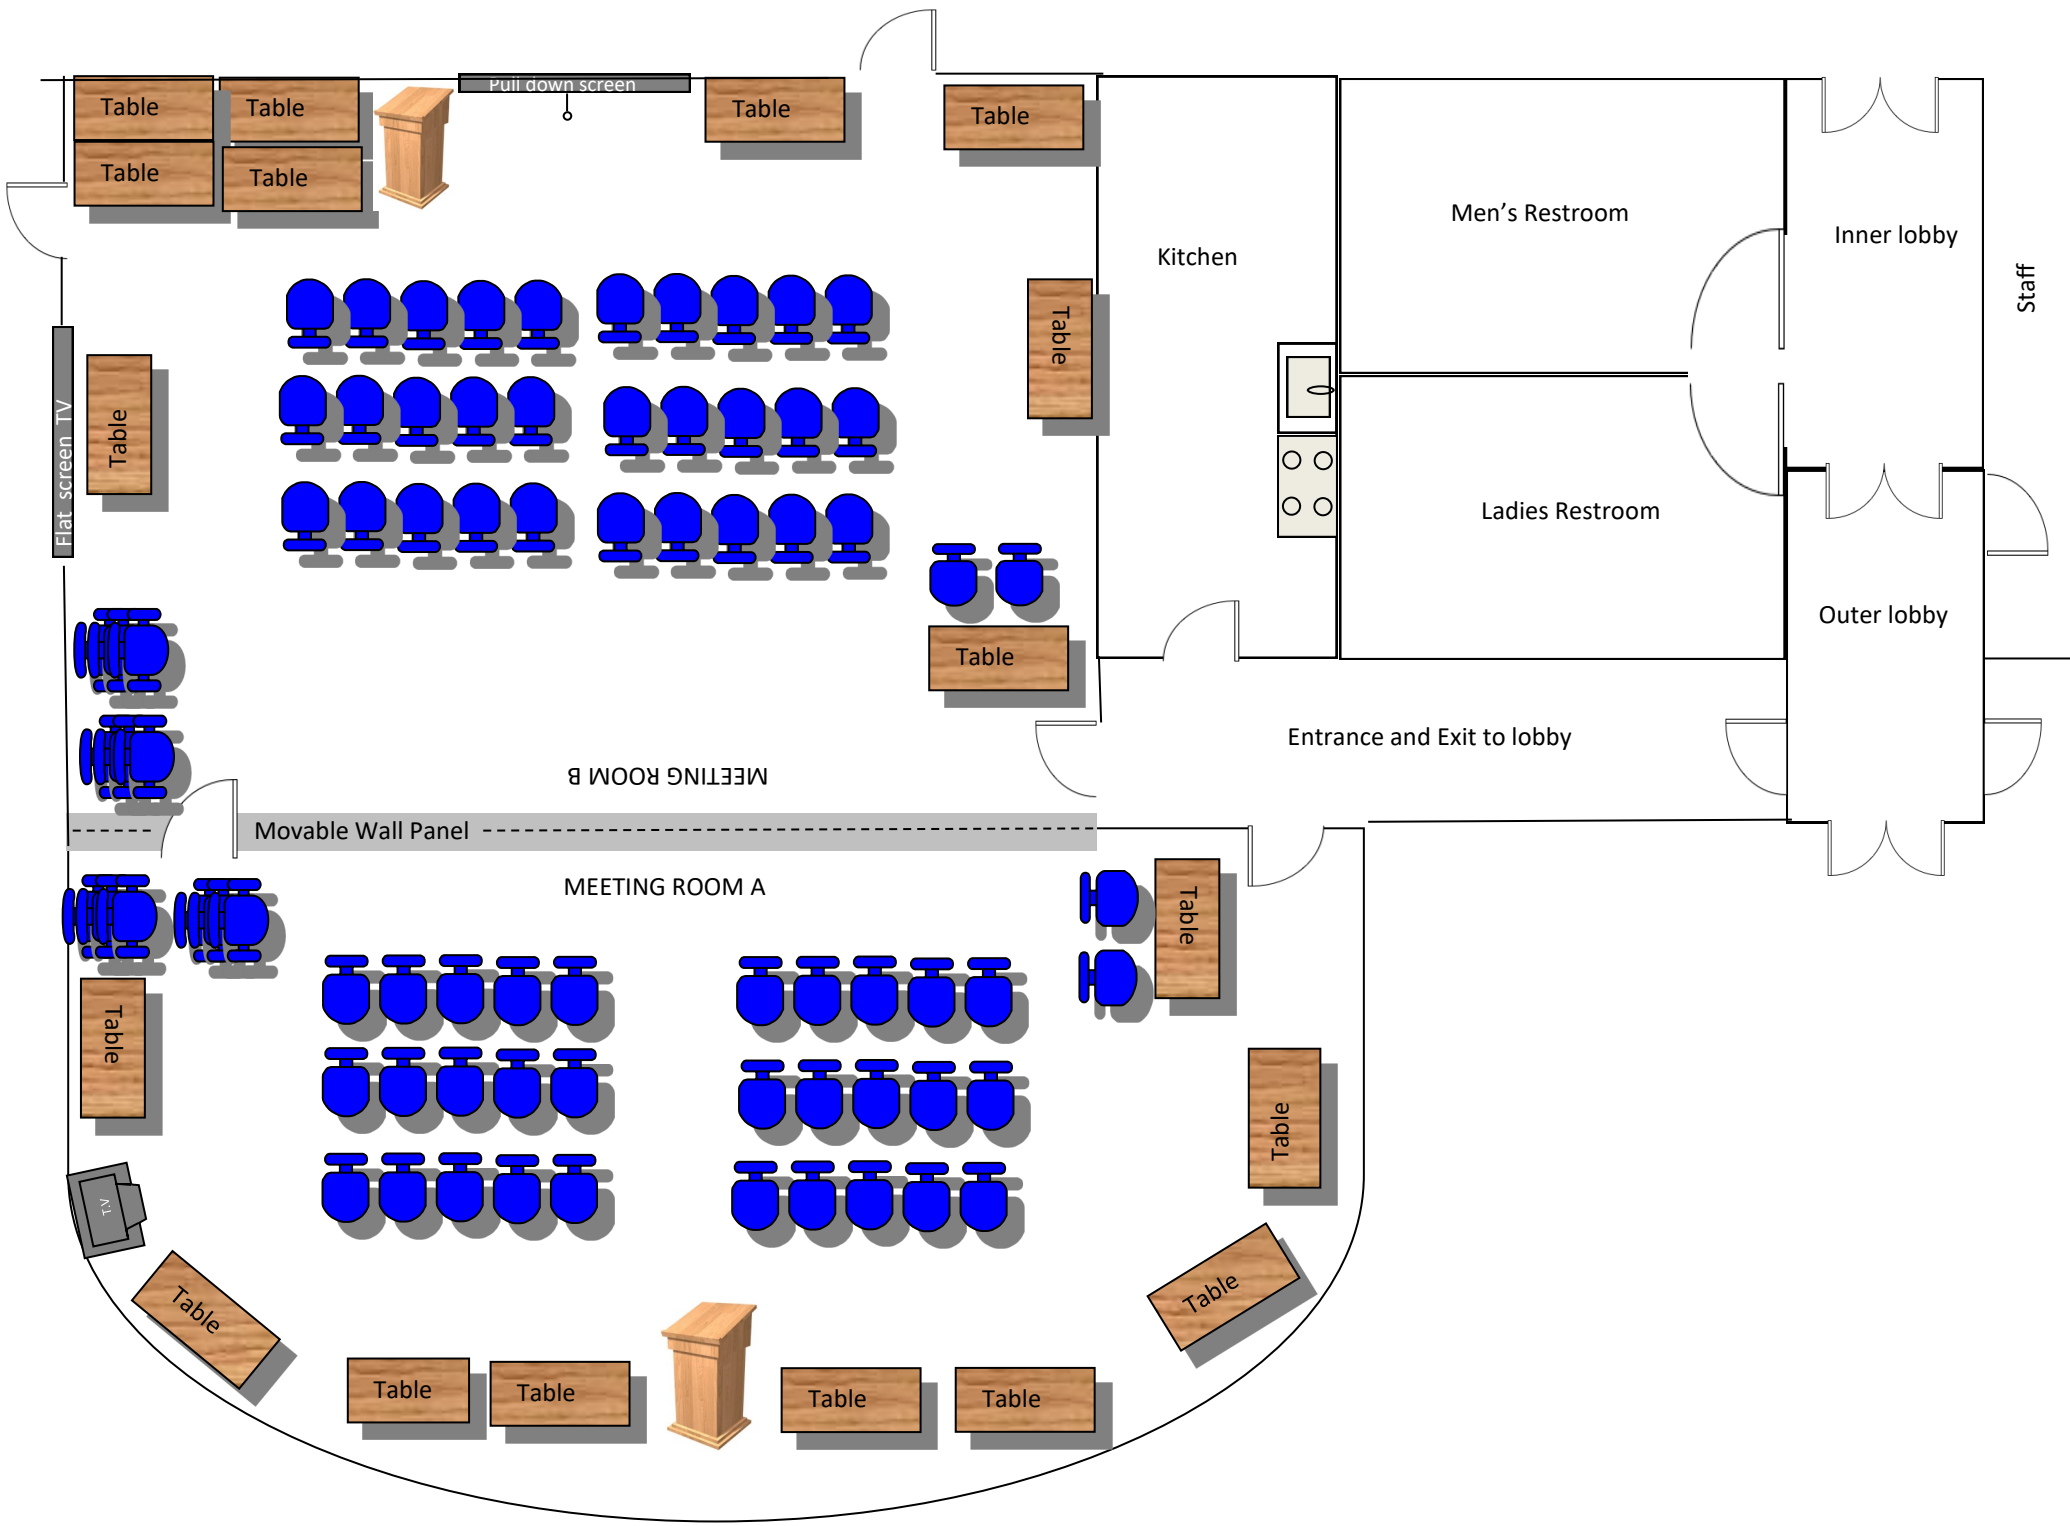 Pull down screen
Table
Table
Table
Table
Table
Table
Men's Restroom
Inner lobby
Kitchen
Staff
Table
Table
Flat screen TV
Ladies Restroom
Outer lobby
Table
Entrance and Exit to lobby
MEETING ROOM B
Movable Wall Panel
MEETING ROOM A
Table
Table
Table
T.V
Table
Table
Table
Table
Table
Table